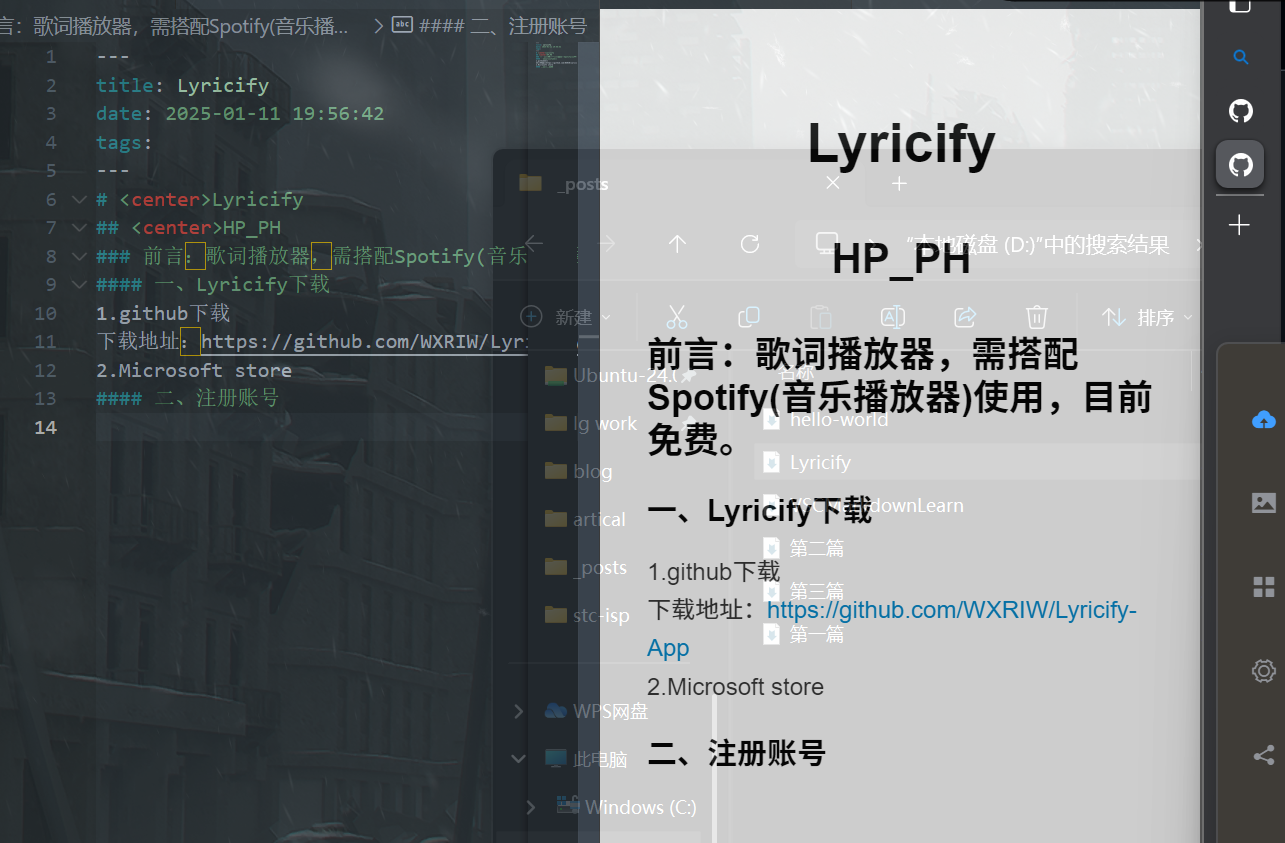 言：歌词播放器，需搭配Spotify(音乐播... > #### 二、注册账号
1 ---
2 title: Lyricify
3 date: 2025-01-11 19:56:42
4 tags:
5 ---
6 # <center>Lyricify
7 ## <center>HP_PH
8 ### 前言：歌词播放器，需搭配Spotify(音乐
9 #### 一、Lyricify下载
10 1.github下载
11 下载地址：https://github.com/WXRIW/Lyri
12 2.Microsoft store
13 #### 二、注册账号
14
_posts
"本地磁盘 (D:)"中的搜索结果
新建
排序
名称
Ubuntu-24.0
lg work
blog
artical
_posts
stc-isp
WPS网盘
此电脑
Windows (C:)
hello-world
Lyricify
VSCMarkdownLearn
第二篇
第三篇
第一篇
Lyricify
HP_PH
前言：歌词播放器，需搭配
Spotify(音乐播放器)使用，目前
免费。
一、Lyricify下载
1.github下载
下载地址：https://github.com/WXRIW/Lyricify-
App
2.Microsoft store
二、注册账号